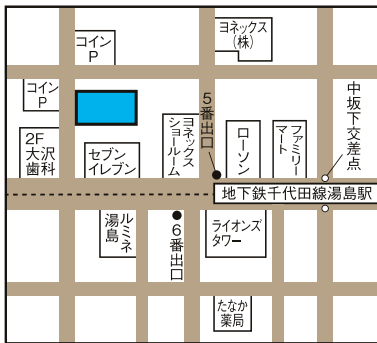 コイン
P
ヨネックス
(株)
コイン
P
中坂下交差点
5番出口
ヨネックス
ショールーム
ローソン
ファミリー
マート
2F
大沢
歯科
セブン
イレブン
地下鉄千代田線湯島駅
ルミネ
湯島
6番出口
ライオンズ
タワー
たなか
薬局